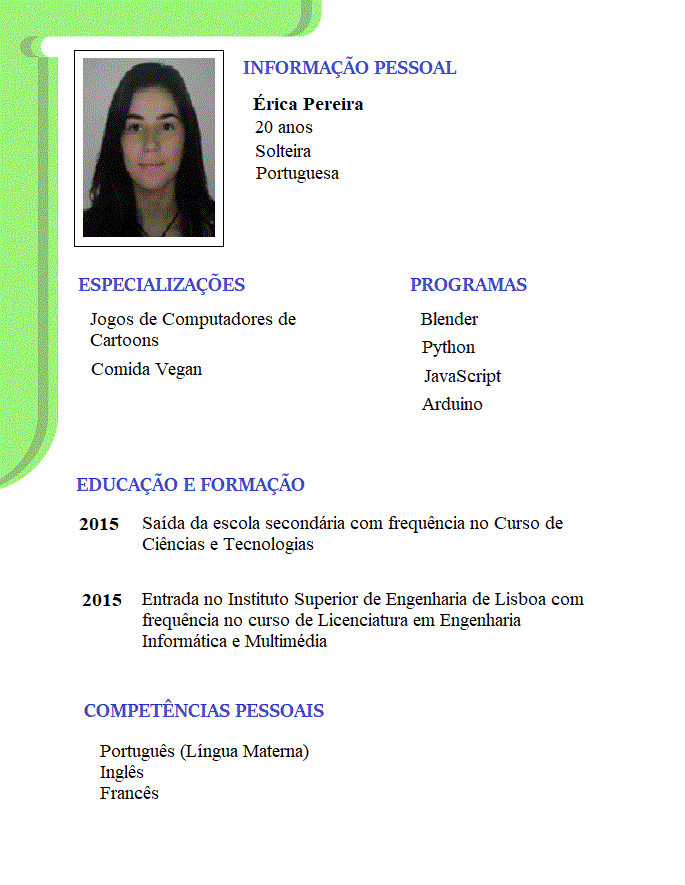 INFORMAÇÃO PESSOAL
Érica Pereira
20 anos
Solteira
Portuguesa
ESPECIALIZAÇÕES
Jogos de Computadores de
Cartoons
Comida Vegan
PROGRAMAS
Blender
Python
JavaScript
Arduino
EDUCAÇÃO E FORMAÇÃO
2015 Saída da escola secundária com frequência no Curso de
Ciências e Tecnologias
2015 Entrada no Instituto Superior de Engenharia de Lisboa com
frequência no curso de Licenciatura em Engenharia
Informática e Multimédia
COMPETÊNCIAS PESSOAIS
Português (Língua Materna)
Inglês
Francês